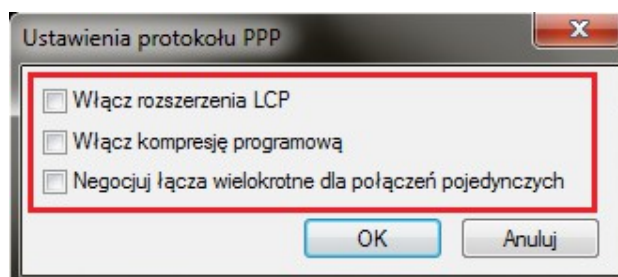 Ustawienia protokołu PPP
Włącz rozszerzenia LCP
Włącz kompresję programową
Negocjuj łącza wielokrotne dla połączeń pojedynczych
OK Anuluj